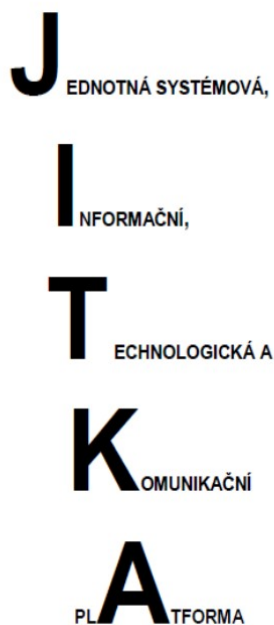 JEDNOTNÁ SYSTÉMOVÁ,
INFORMAČNÍ,
TECHNOLOGICKÁ A
KOMUNIKAČNÍ
PLATFORMA